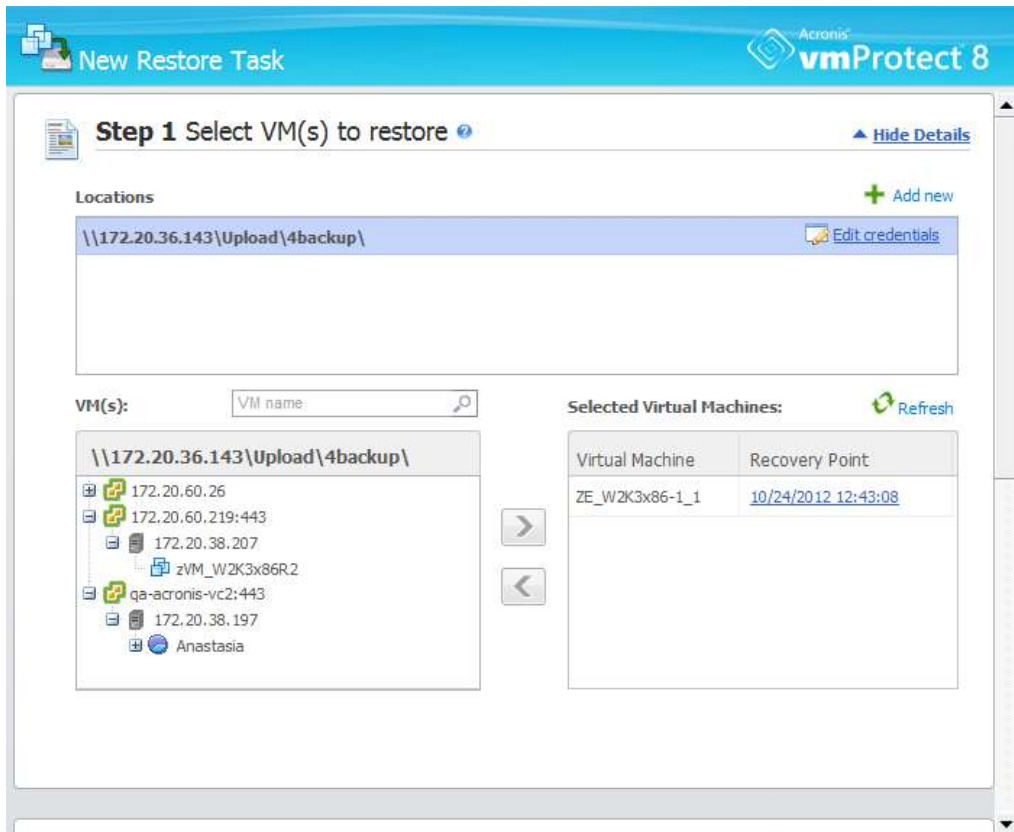 New Restore Task
Acronis
vmProtect 8
Step 1 Select VM(s) to restore
Hide Details
Locations
Add new
\\172.20.36.143\Upload\4backup\
Edit credentials
VM(s):
VM name
Selected Virtual Machines:
Refresh
\\172.20.36.143\Upload\4backup\
172.20.60.26
172.20.60.219:443
172.20.38.207
zVM_W2K3x86R2
qa-acronis-vc2:443
172.20.38.197
Anastasia
Virtual Machine
Recovery Point
ZE_W2K3x86-1_1
10/24/2012 12:43:08